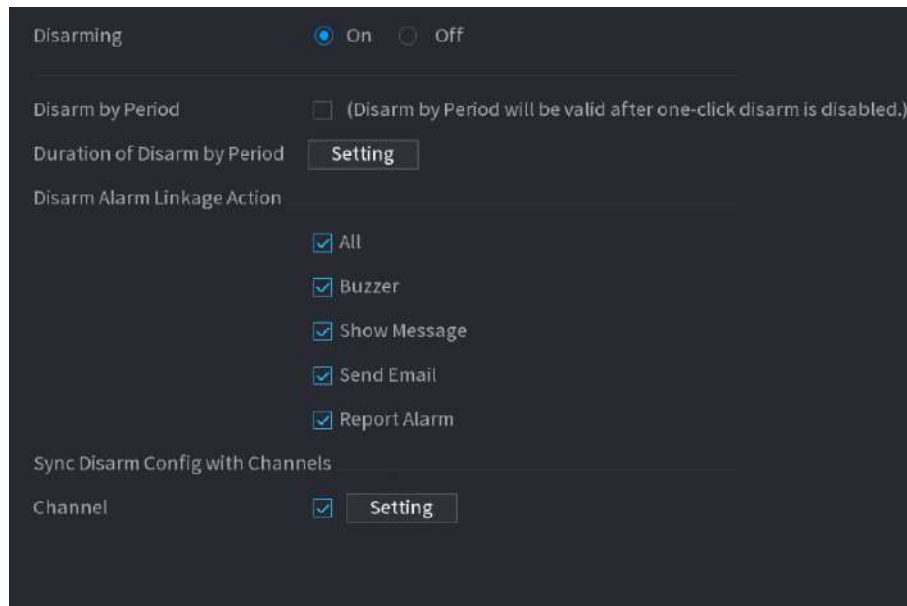 Disarming On Off
Disarm by Period (Disarm by Period will be valid after one-click disarm is disabled.)
Duration of Disarm by Period Setting
Disarm Alarm Linkage Action
All
Buzzer
Show Message
Send Email
Report Alarm
Sync Disarm Config with Channels
Channel Setting